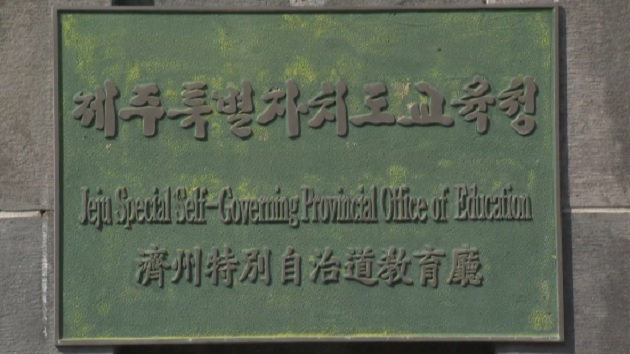 제주특별자치도교육청
Jeju Special Self-Governing Provincial Office of Education
濟州特別自治道敎育廳